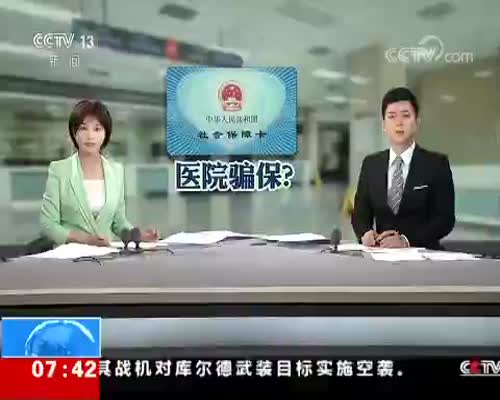 CCTV 13
新闻
CCTV.com
中华人民共和国
社会保障卡
医院骗保?
07:42
其战机对库尔德武装目标实施空袭。
CCTV